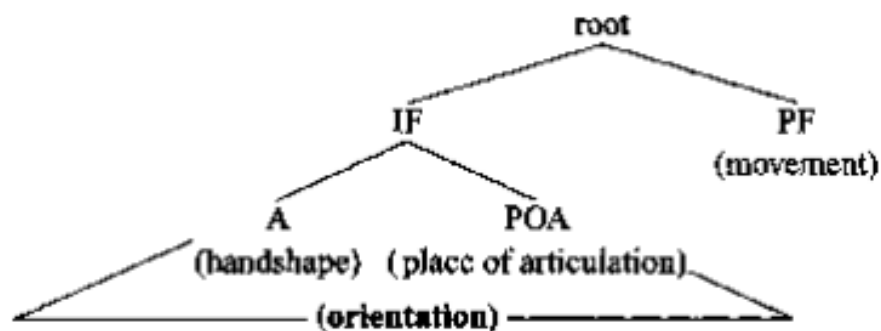 root
IF PF
(movement)
A POA
(handshape) (place of articulation)
(orientation)